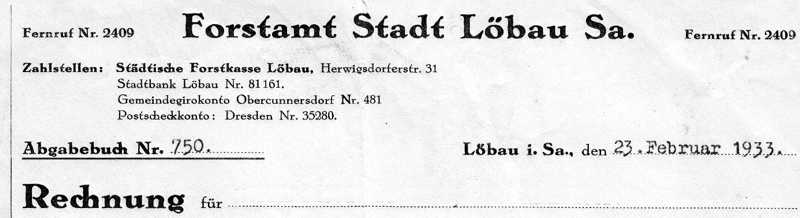 Fernruf Nr. 2409 Forstamt Stadt Löbau Sa. Fernruf Nr. 2409
Zahlstellen: Städtische Forstkasse Löbau, Herwigsdorferstr. 31
Stadtbank Löbau Nr. 81161.
Gemeindegirokonto Obercunnersdorf Nr. 481
Postscheckkonto: Dresden Nr. 35280.
Abgabebuch Nr. 750. Löbau i. Sa., den 23. Februar 1933.
Rechnung für